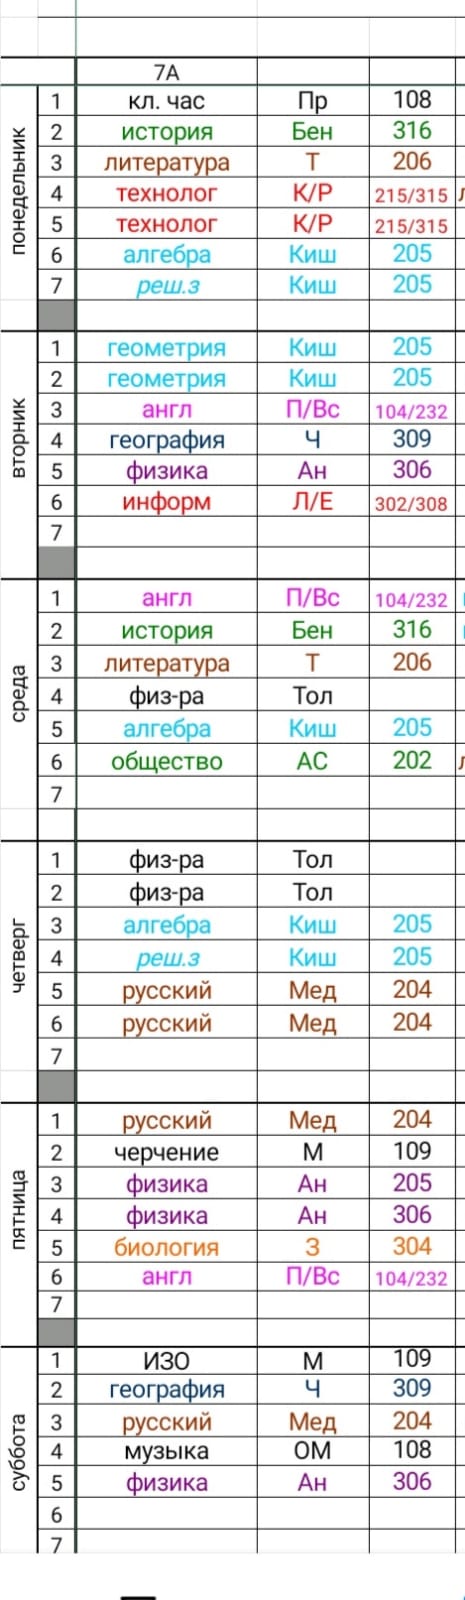 7А
понедельник
1 кл. час Пр 108
2 история Бен 316
3 литература Т 206
4 технолог К/Р 215/315
5 технолог К/Р 215/315
6 алгебра Киш 205
7 реш.з Киш 205
вторник
1 геометрия Киш 205
2 геометрия Киш 205
3 англ П/Вс 104/232
4 география Ч 309
5 физика Ан 306
6 информ Л/Е 302/308
7
среда
1 англ П/Вс 104/232
2 история Бен 316
3 литература Т 206
4 физ-ра Тол
5 алгебра Киш 205
6 общество АС 202
7
четверг
1 физ-ра Тол
2 физ-ра Тол
3 алгебра Киш 205
4 реш.з Киш 205
5 русский Мед 204
6 русский Мед 204
7
пятница
1 русский Мед 204
2 черчение М 109
3 физика Ан 205
4 физика Ан 306
5 биология З 304
6 англ П/Вс 104/232
7
суббота
1 ИЗО М 109
2 география Ч 309
3 русский Мед 204
4 музыка ОМ 108
5 физика Ан 306
6
7